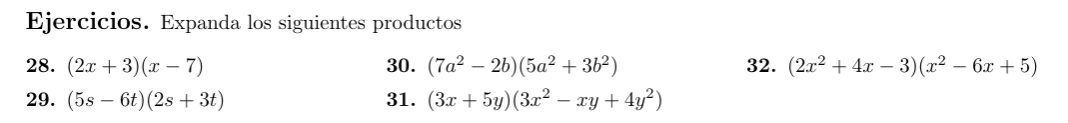 Ejercicios. Expanda los siguientes productos
28. (2x + 3)(x − 7) 30. (7a² − 2b)(5a² + 3b²) 32. (2x² + 4x − 3)(x² − 6x + 5)
29. (5s − 6t)(2s + 3t) 31. (3x + 5y)(3x² − xy + 4y²)